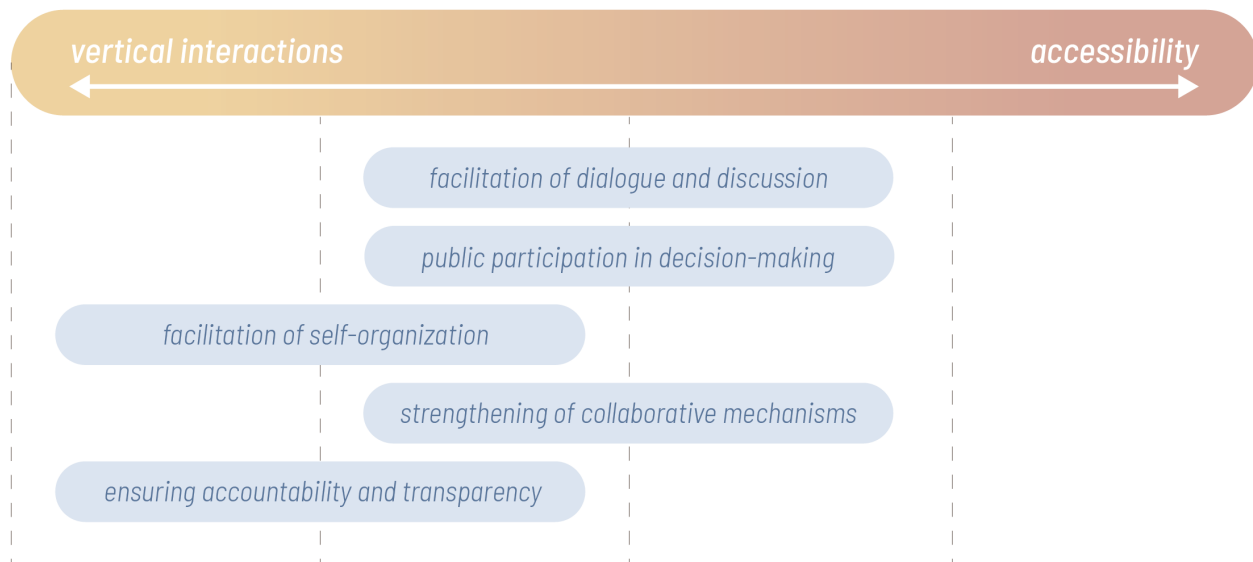 vertical interactions
accessibility
facilitation of dialogue and discussion
public participation in decision-making
facilitation of self-organization
strengthening of collaborative mechanisms
ensuring accountability and transparency